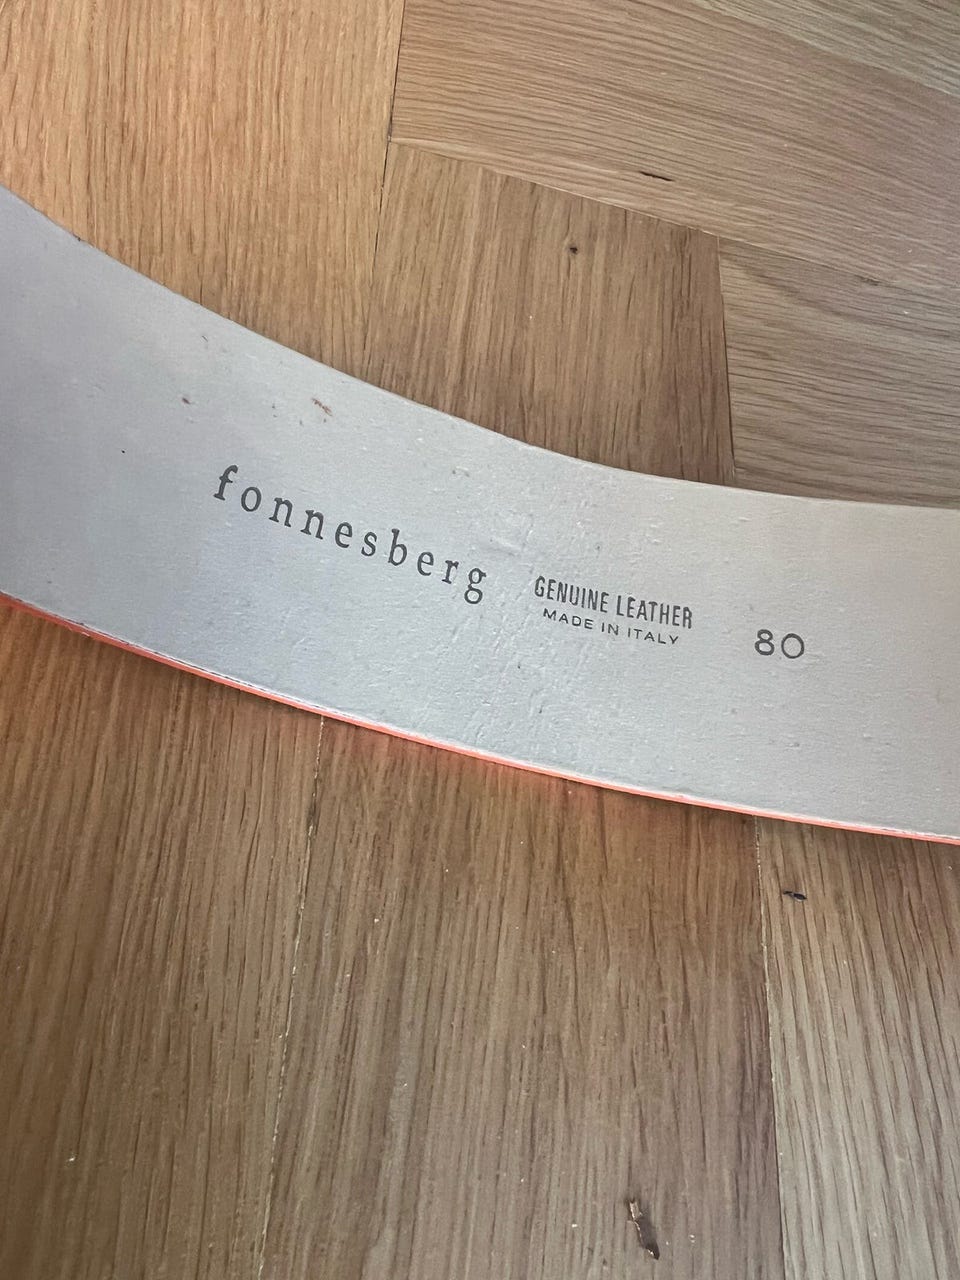 fonnesberg
GENUINE LEATHER
MADE IN ITALY
80